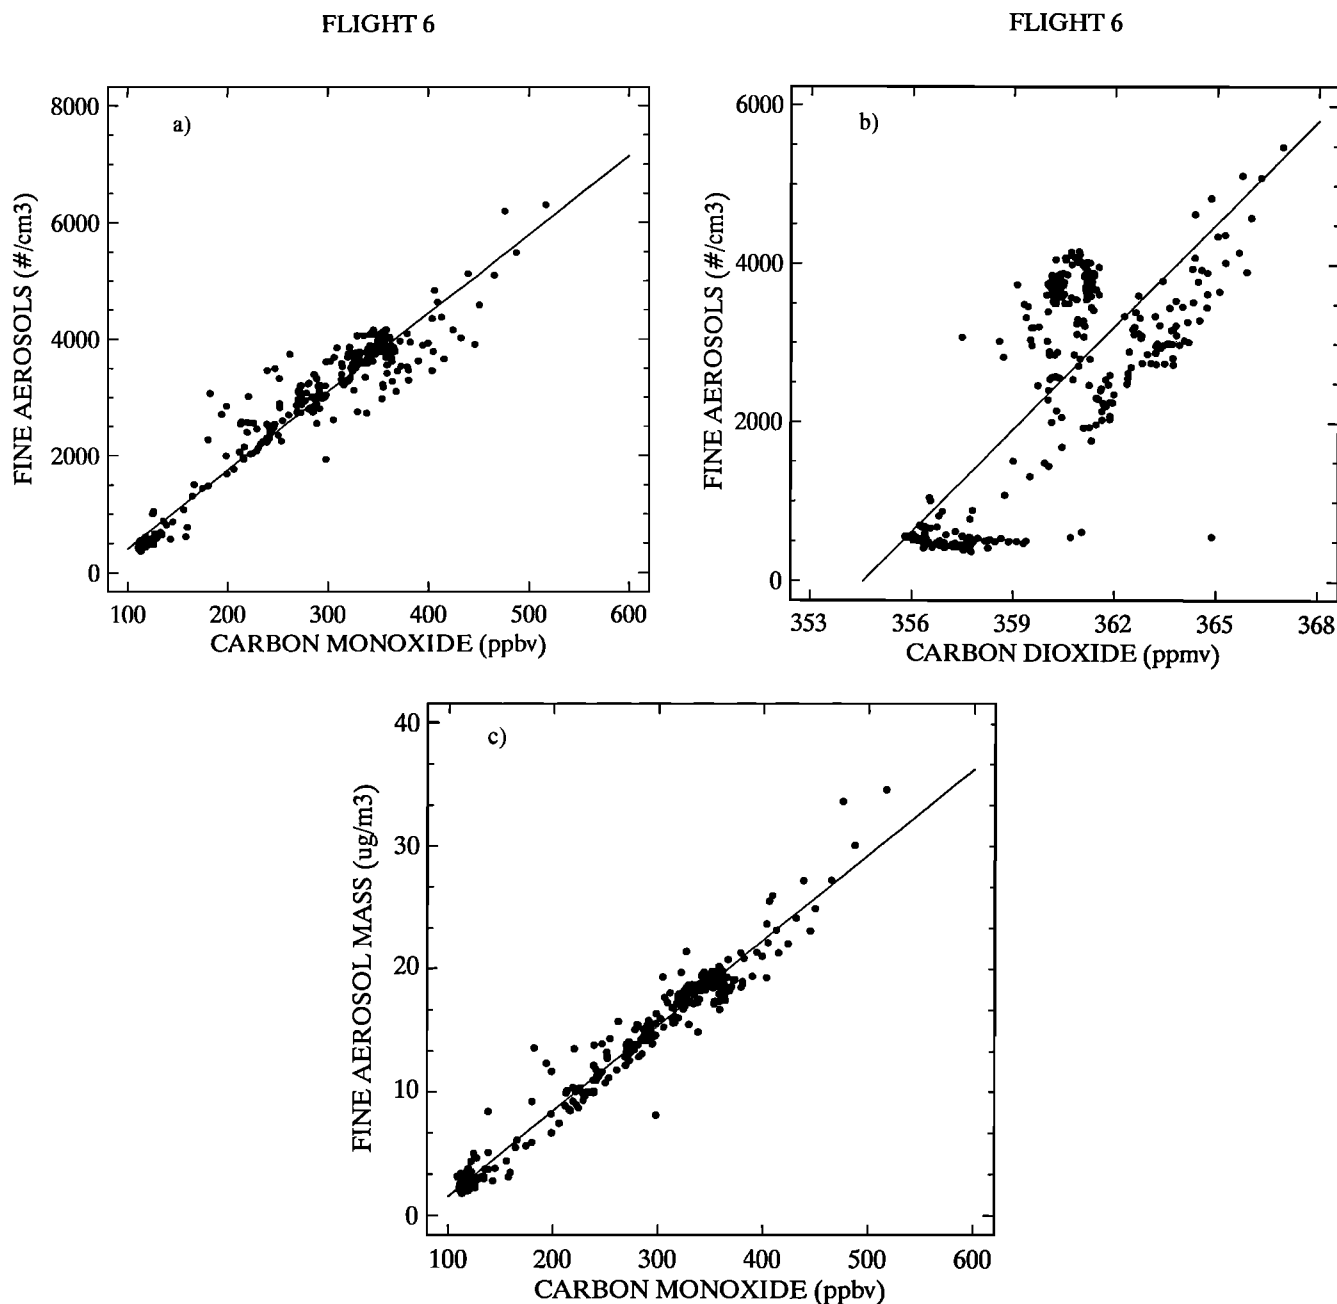 FLIGHT 6
FLIGHT 6
a)
8000
6000
4000
2000
0
FINE AEROSOLS (#/cm3)
100 200 300 400 500 600
CARBON MONOXIDE (ppbv)
b)
6000
4000
2000
0
FINE AEROSOLS (#/cm3)
353 356 359 362 365 368
CARBON DIOXIDE (ppmv)
c)
40
30
20
10
0
FINE AEROSOL MASS (ug/m3)
100 200 300 400 500 600
CARBON MONOXIDE (ppbv)